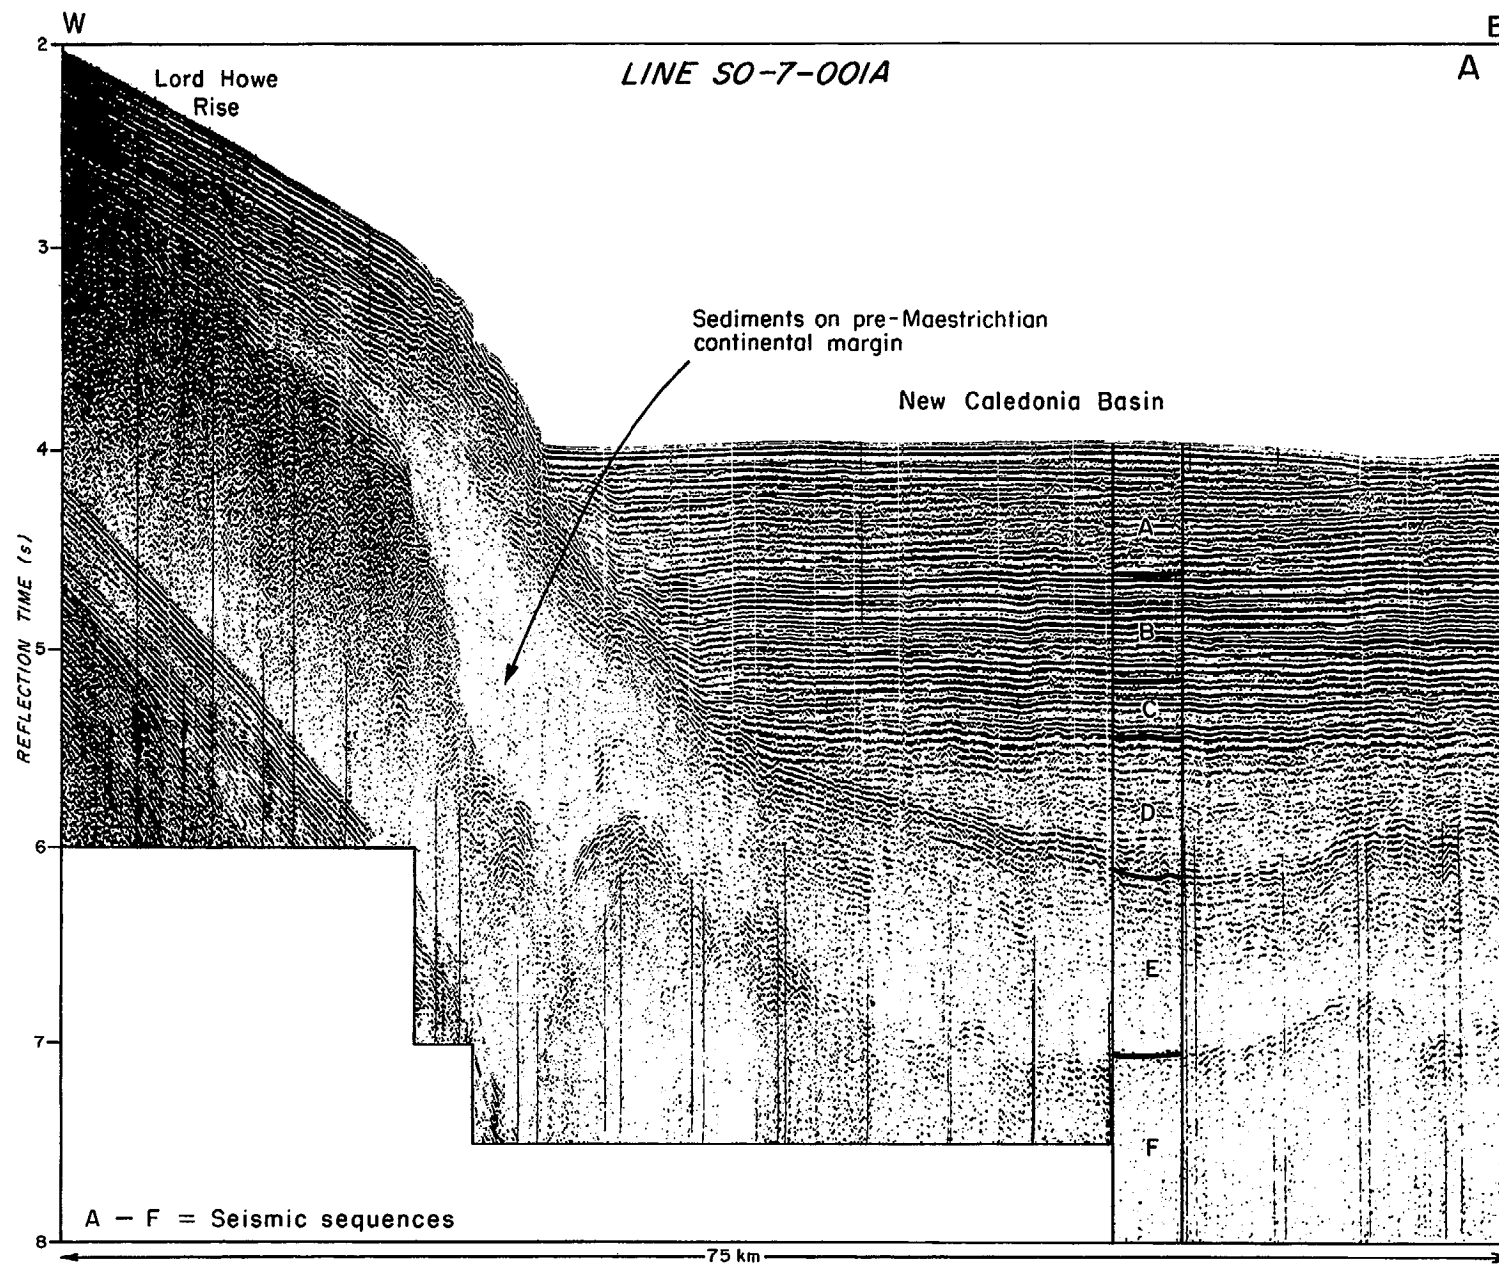 W
E
2
Lord Howe
Rise
LINE SO-7-001A
A
3
Sediments on pre-Maestrichtian
continental margin
New Caledonia Basin
4
A
B
5
C
REFLECTION TIME (s)
D
6
E
7
F
A – F = Seismic sequences
8
75 km